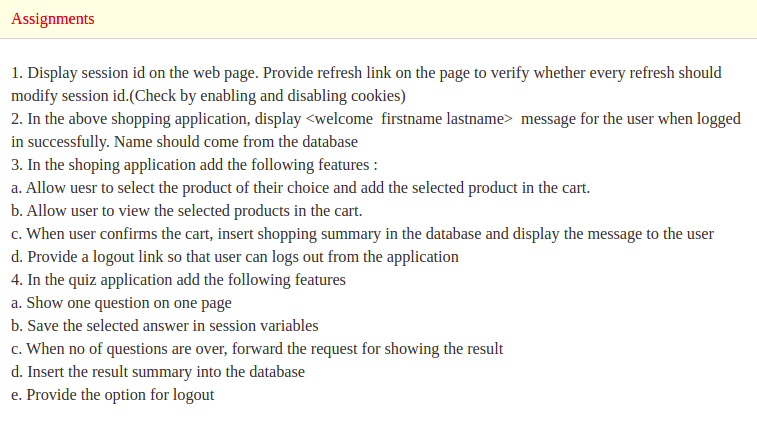 Assignments
1. Display session id on the web page. Provide refresh link on the page to verify whether every refresh should
modify session id.(Check by enabling and disabling cookies)
2. In the above shopping application, display <welcome  firstname lastname>  message for the user when logged
in successfully. Name should come from the database
3. In the shoping application add the following features :
a. Allow uesr to select the product of their choice and add the selected product in the cart.
b. Allow user to view the selected products in the cart.
c. When user confirms the cart, insert shopping summary in the database and display the message to the user
d. Provide a logout link so that user can logs out from the application
4. In the quiz application add the following features
a. Show one question on one page
b. Save the selected answer in session variables
c. When no of questions are over, forward the request for showing the result
d. Insert the result summary into the database
e. Provide the option for logout